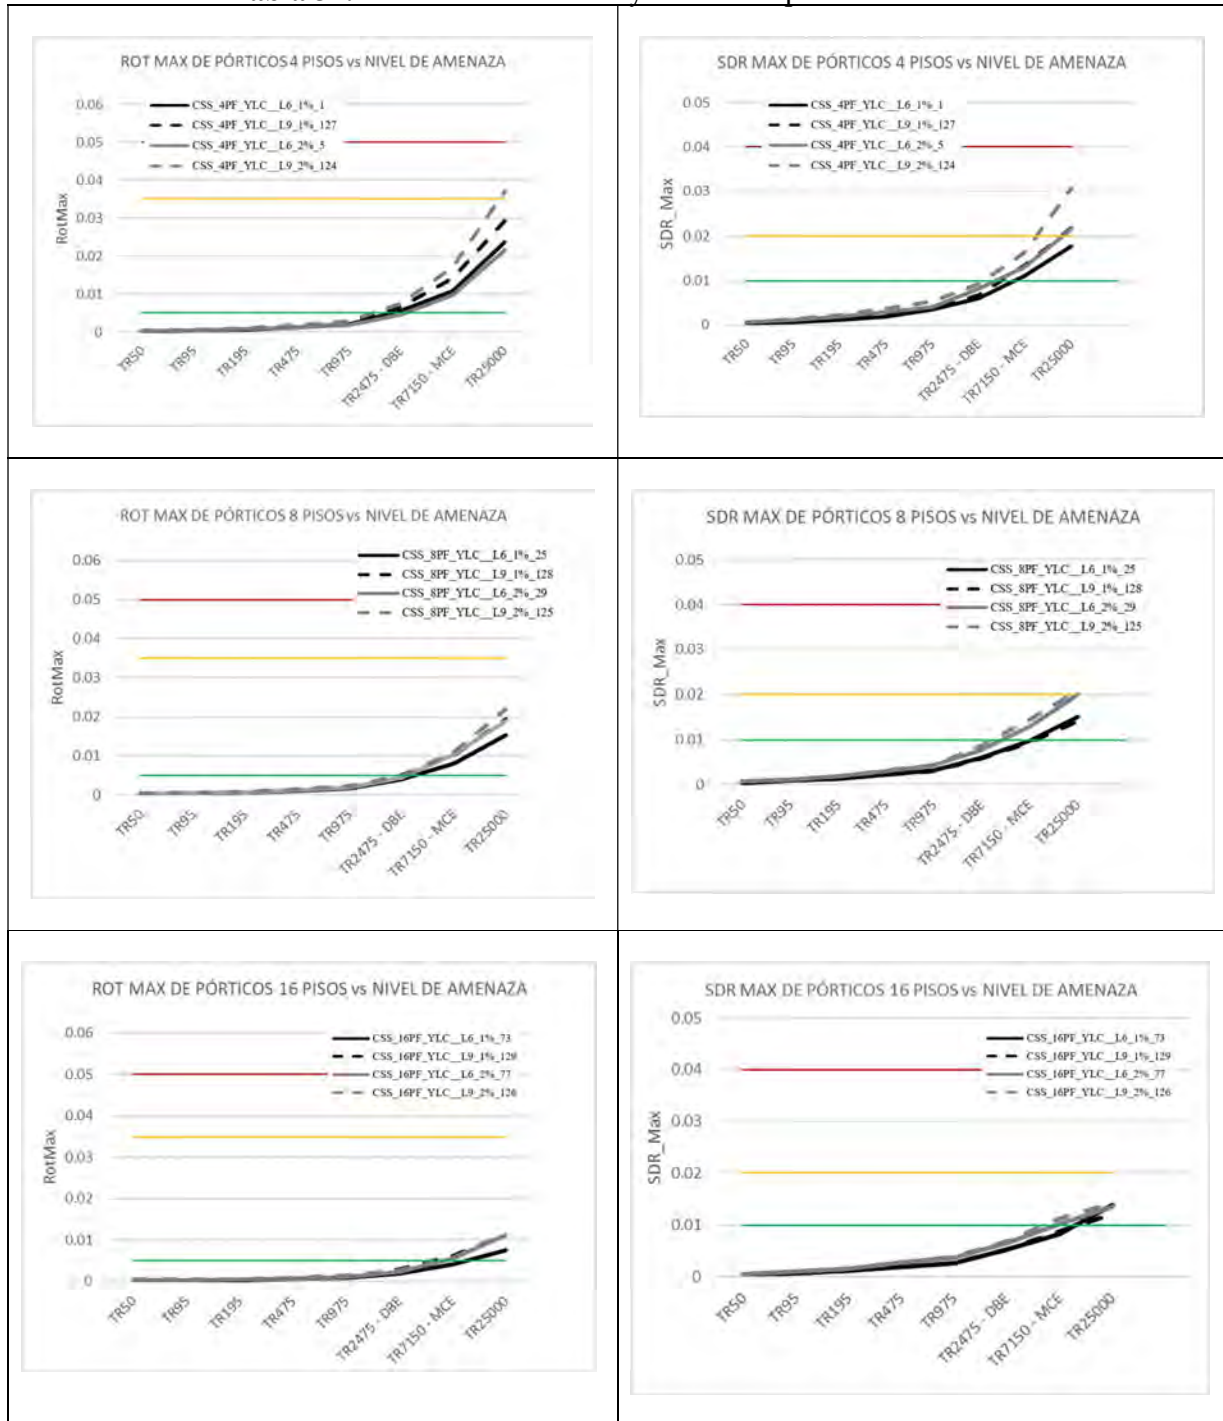 ROT MAX DE PÓRTICOS 4 PISOS vs NIVEL DE AMENAZA
0.06
0.05
0.04
0.03
0.02
0.01
0
RotMax
CSS_4PF_YLC__L6_1%_1
CSS_4PF_YLC__L9_1%_127
CSS_4PF_YLC__L6_2%_5
CSS_4PF_YLC__L9_2%_124
TR50
TR95
TR195
TR475
TR975
TR2475 - DBE
TR7150 - MCE
TR25000
SDR MAX DE PÓRTICOS 4 PISOS vs NIVEL DE AMENAZA
0.05
0.04
0.03
0.02
0.01
0
SDR_Max
CSS_4PF_YLC__L6_1%_1
CSS_4PF_YLC__L9_1%_127
CSS_4PF_YLC__L6_2%_5
CSS_4PF_YLC__L9_2%_124
TR50
TR95
TR195
TR475
TR975
TR2475 - DBE
TR7150 - MCE
TR25000
ROT MAX DE PÓRTICOS 8 PISOS vs NIVEL DE AMENAZA
0.06
0.05
0.04
0.03
0.02
0.01
0
RotMax
CSS_8PF_YLC__L6_1%_25
CSS_8PF_YLC__L9_1%_128
CSS_8PF_YLC__L6_2%_29
CSS_8PF_YLC__L9_2%_125
TR50
TR95
TR195
TR475
TR975
TR2475 - DBE
TR7150 - MCE
TR25000
SDR MAX DE PÓRTICOS 8 PISOS vs NIVEL DE AMENAZA
0.05
0.04
0.03
0.02
0.01
0
SDR_Max
CSS_8PF_YLC__L6_1%_25
CSS_8PF_YLC__L9_1%_128
CSS_8PF_YLC__L6_2%_29
CSS_8PF_YLC__L9_2%_125
TR50
TR95
TR195
TR475
TR975
TR2475 - DBE
TR7150 - MCE
TR25000
ROT MAX DE PÓRTICOS 16 PISOS vs NIVEL DE AMENAZA
0.06
0.05
0.04
0.03
0.02
0.01
0
RotMax
CSS_16PF_YLC__L6_1%_73
CSS_16PF_YLC__L9_1%_129
CSS_16PF_YLC__L6_2%_77
CSS_16PF_YLC__L9_2%_126
TR50
TR95
TR195
TR475
TR975
TR2475 - DBE
TR7150 - MCE
TR25000
SDR MAX DE PÓRTICOS 16 PISOS vs NIVEL DE AMENAZA
0.05
0.04
0.03
0.02
0.01
0
SDR_Max
CSS_16PF_YLC__L6_1%_73
CSS_16PF_YLC__L9_1%_129
CSS_16PF_YLC__L6_2%_77
CSS_16PF_YLC__L9_2%_126
TR50
TR95
TR195
TR475
TR975
TR2475 - DBE
TR7150 - MCE
TR25000